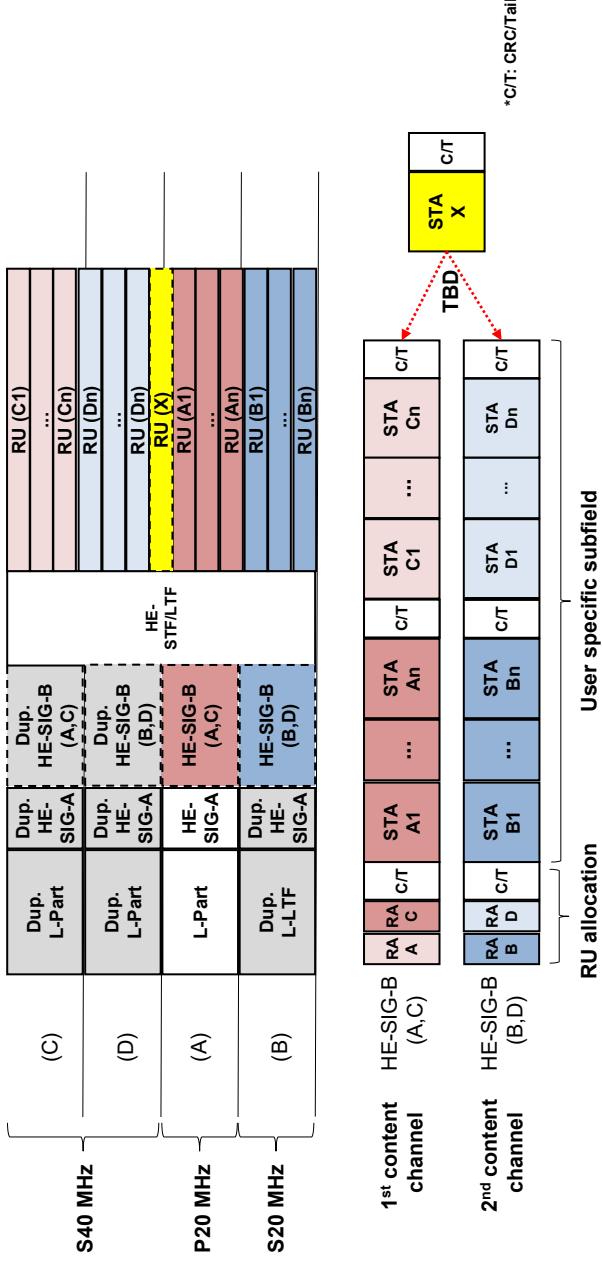 S40 MHz
P20 MHz
S20 MHz
(C)
(D)
(A)
(B)
Dup.
L-Part
Dup.
L-Part
L-Part
Dup.
L-LTF
Dup.
HE-
SIG-A
Dup.
HE-
SIG-A
HE-
SIG-A
Dup.
HE-
SIG-A
Dup.
HE-SIG-B
(A,C)
Dup.
HE-SIG-B
(B,D)
HE-SIG-B
(A,C)
HE-SIG-B
(B,D)
HE-
STF/LTF
RU (C1)
...
RU (Cn)
RU (Dn)
...
RU (Dn)
RU (X)
RU (A1)
...
RU (An)
RU (B1)
...
RU (Bn)
1st content
channel
HE-SIG-B
(A,C)
RA
A
RA
C
C/T
STA
A1
...
STA
An
C/T
STA
C1
...
STA
Cn
C/T
2nd content
channel
HE-SIG-B
(B,D)
RA
B
RA
D
C/T
STA
B1
...
STA
Bn
C/T
STA
D1
...
STA
Dn
C/T
TBD
STA
X
C/T
RU allocation
User specific subfield
*C/T: CRC/Tail